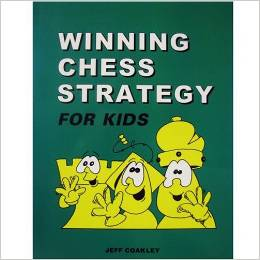 WINNING
CHESS
STRATEGY
FOR KIDS
JEFF COAKLEY